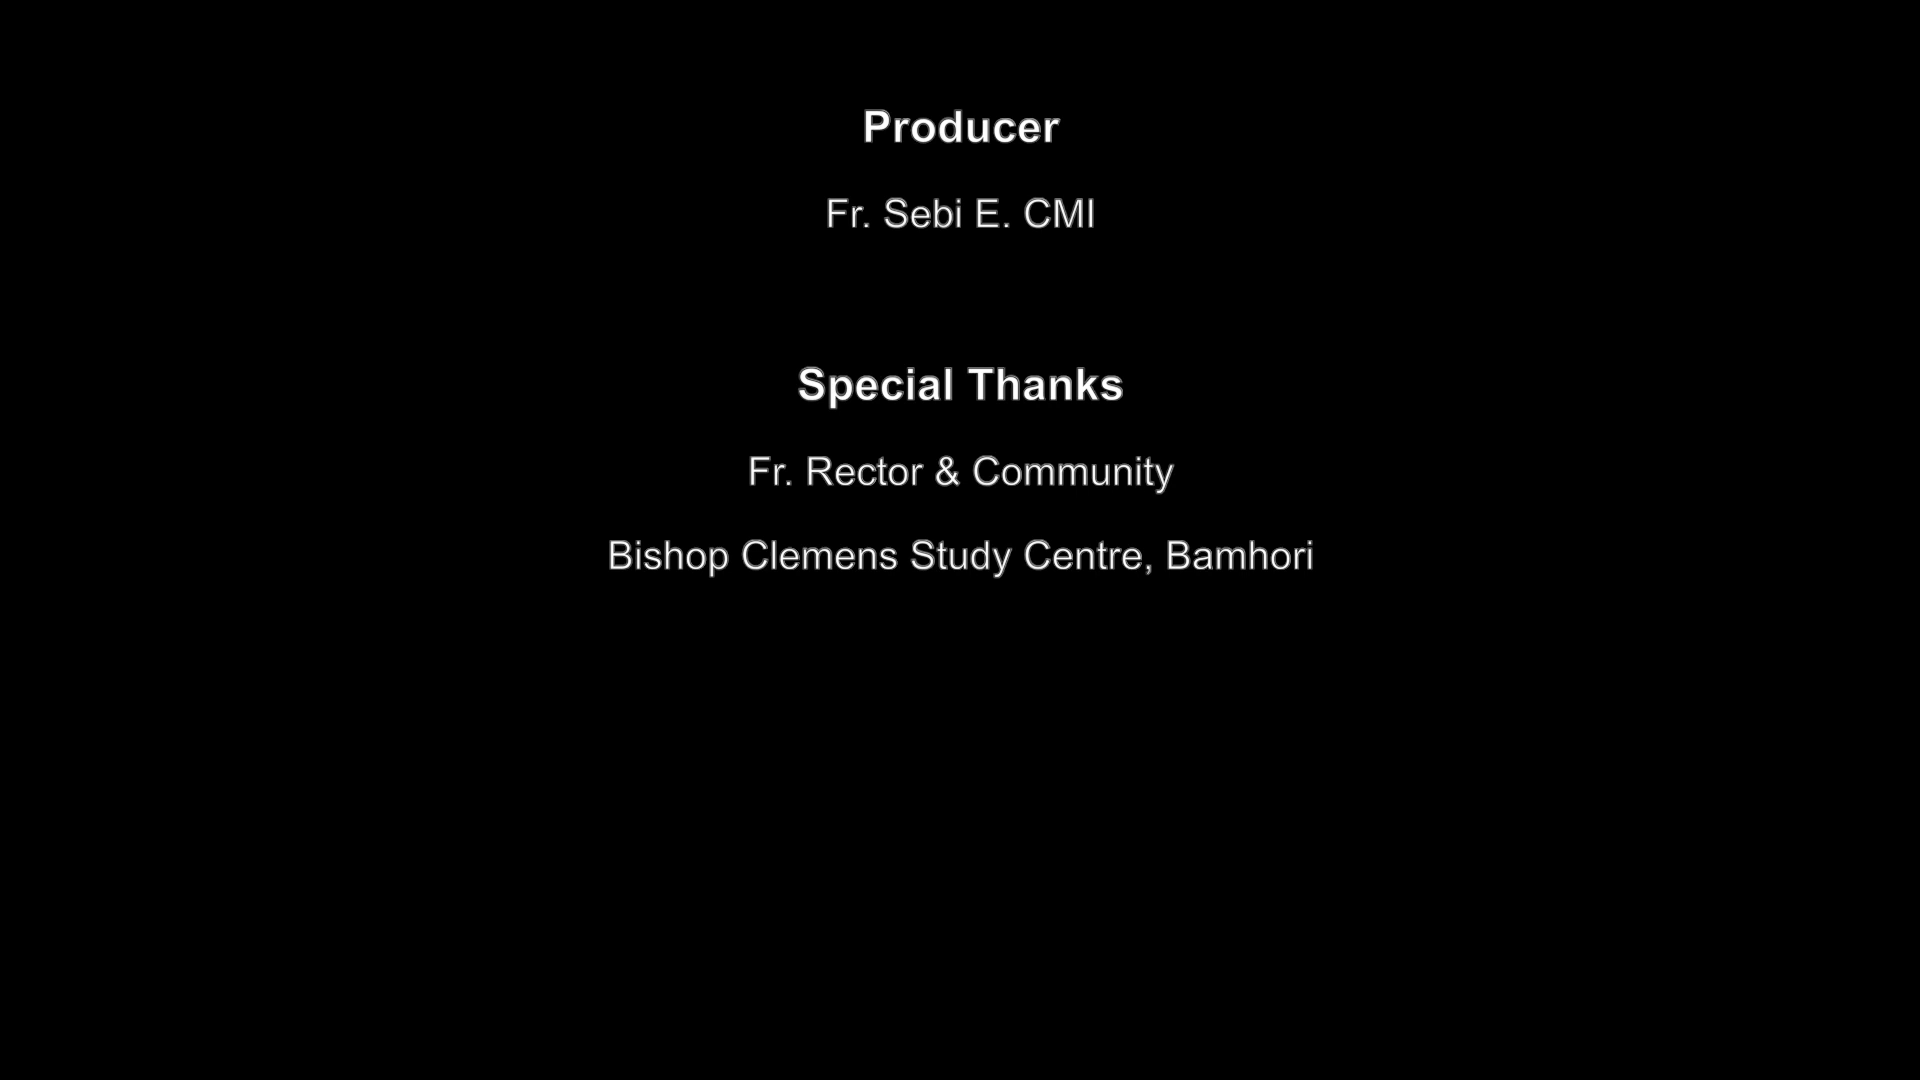 Producer
Fr. Sebi E. CMI
Special Thanks
Fr. Rector & Community
Bishop Clemens Study Centre, Bamhori